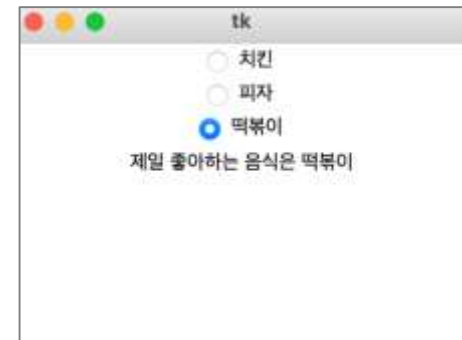 tk
치킨
피자
떡볶이
제일 좋아하는 음식은 떡볶이